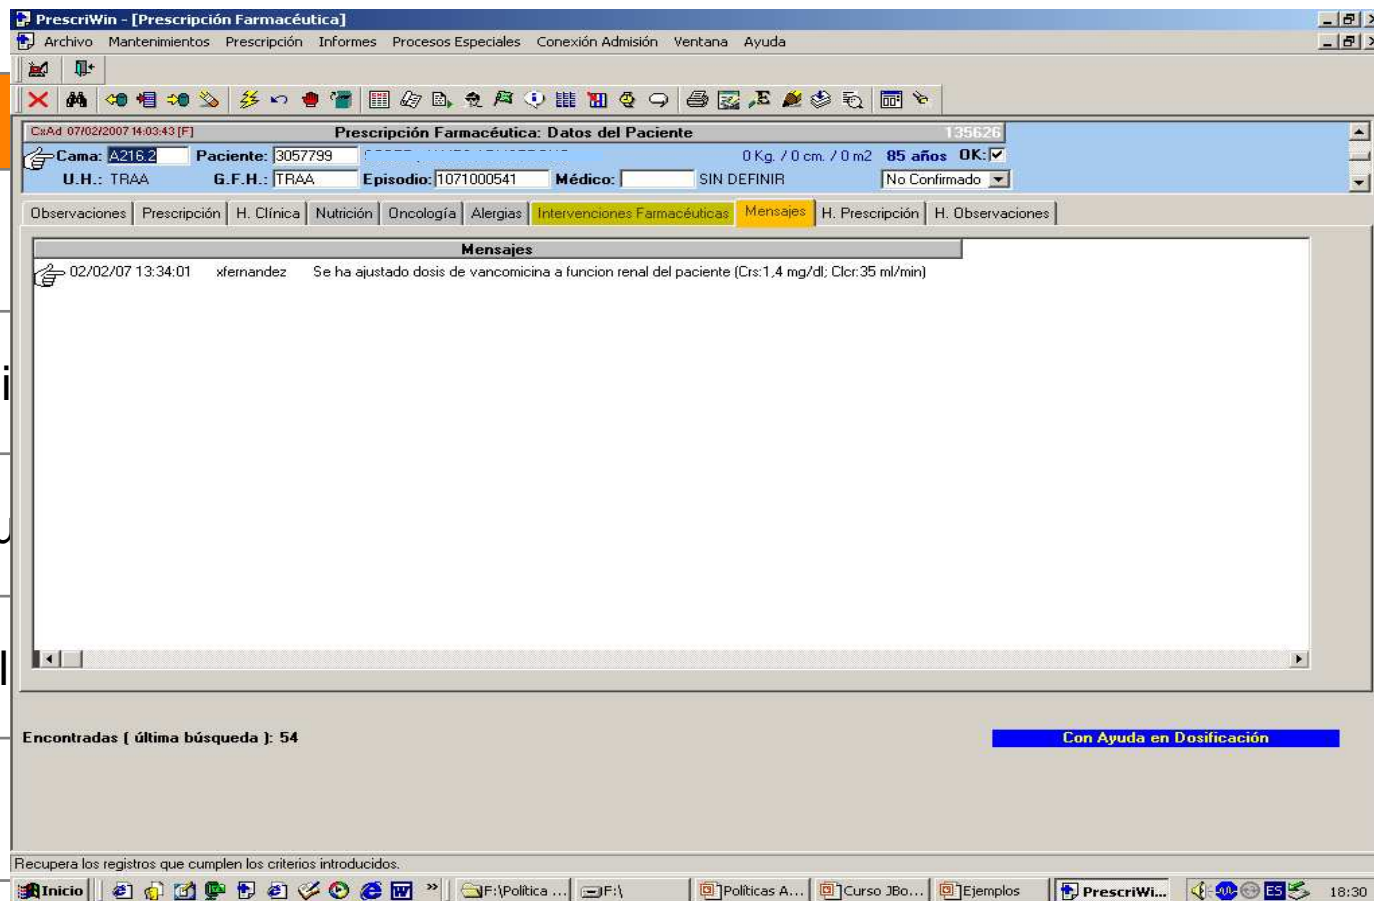 PrescriWin - [Prescripción Farmacéutica]
Archivo Mantenimientos Prescripción Informes Procesos Especiales Conexión Admisión Ventana Ayuda
CxAd 07/02/2007 14:03:43 [F] Prescripción Farmacéutica: Datos del Paciente 135626
Cama: A216.2 Paciente: 3057799 0 Kg. / 0 cm. / 0 m2 85 años OK:
U.H.: TRAA G.F.H.: TRAA Episodio: 1071000541 Médico: SIN DEFINIR No Confirmado
Observaciones Prescripción H. Clínica Nutrición Oncología Alergias Intervenciones Farmacéuticas Mensajes H. Prescripción H. Observaciones
Mensajes
02/02/07 13:34:01 xfernandez Se ha ajustado dosis de vancomicina a funcion renal del paciente (Crs:1,4 mg/dl; Clcr:35 ml/min)
Encontradas ( última búsqueda ): 54 Con Ayuda en Dosificación
Recupera los registros que cumplen los criterios introducidos.
Inicio » F:\Política ... F:\ Políticas A... Curso JBo... Ejemplos PrescriWi... ES 18:30